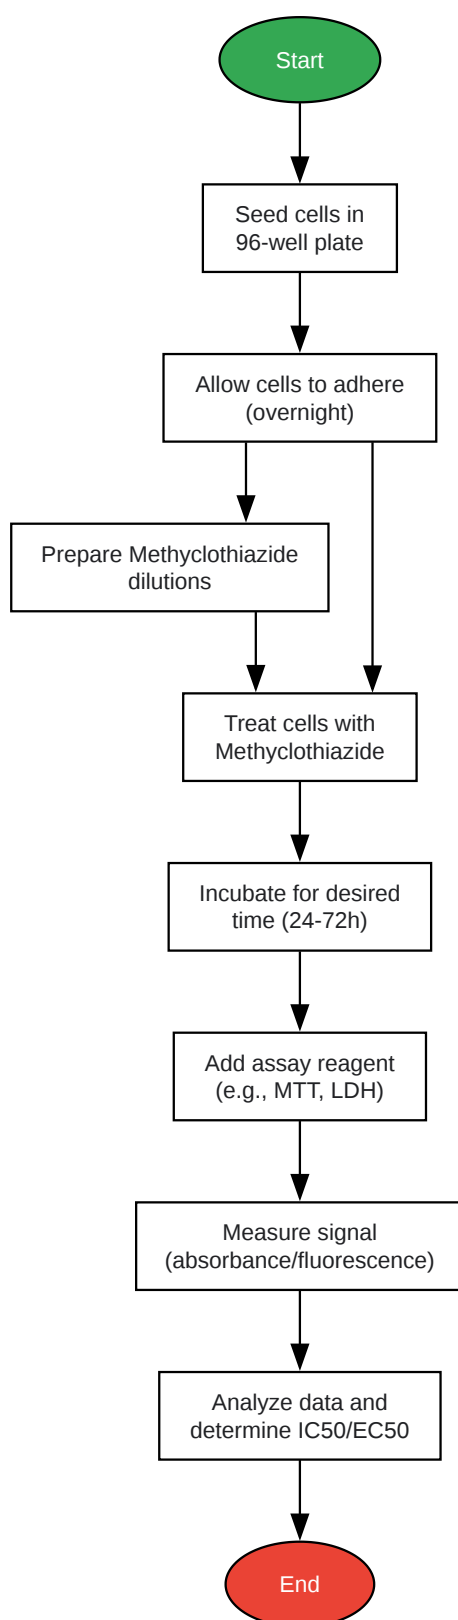 Start
Seed cells in
96-well plate
Allow cells to adhere
(overnight)
Prepare Methyclothiazide
dilutions
Treat cells with
Methyclothiazide
Incubate for desired
time (24-72h)
Add assay reagent
(e.g., MTT, LDH)
Measure signal
(absorbance/fluorescence)
Analyze data and
determine IC50/EC50
End